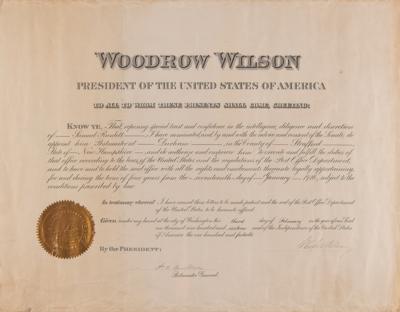 WOODROW WILSON
PRESIDENT OF THE UNITED STATES OF AMERICA
TO ALL TO WHOM THESE PRESENTS SHALL COME, GREETING:
KNOW YE, That, reposing special trust and confidence in the intelligence, diligence and discretion
of Samuel Runlett I have nominated, and, by and with the advice and consent of the Senate, do
appoint him Postmaster at Durham, in the County of Strafford
State of New Hampshire and do authorize and empower him to execute and fulfil the duties of
that office according to the laws of the United States and the regulations of the Post Office Department,
and to have and to hold the said office with all the rights and emoluments thereunto legally appertaining,
for and during the term of four years from the seventeenth day of January 1916, subject to the
conditions prescribed by law.
In testimony whereof I have caused these letters to be made patent and the seal of the Post Office Department
of the United States to be hereunto affixed.
Given under my hand at the city of Washington this third day of February in the year of our Lord
one thousand nine hundred and sixteen and of the Independence of the United States
of America the one hundred and fortieth
By the PRESIDENT:
Postmaster General.